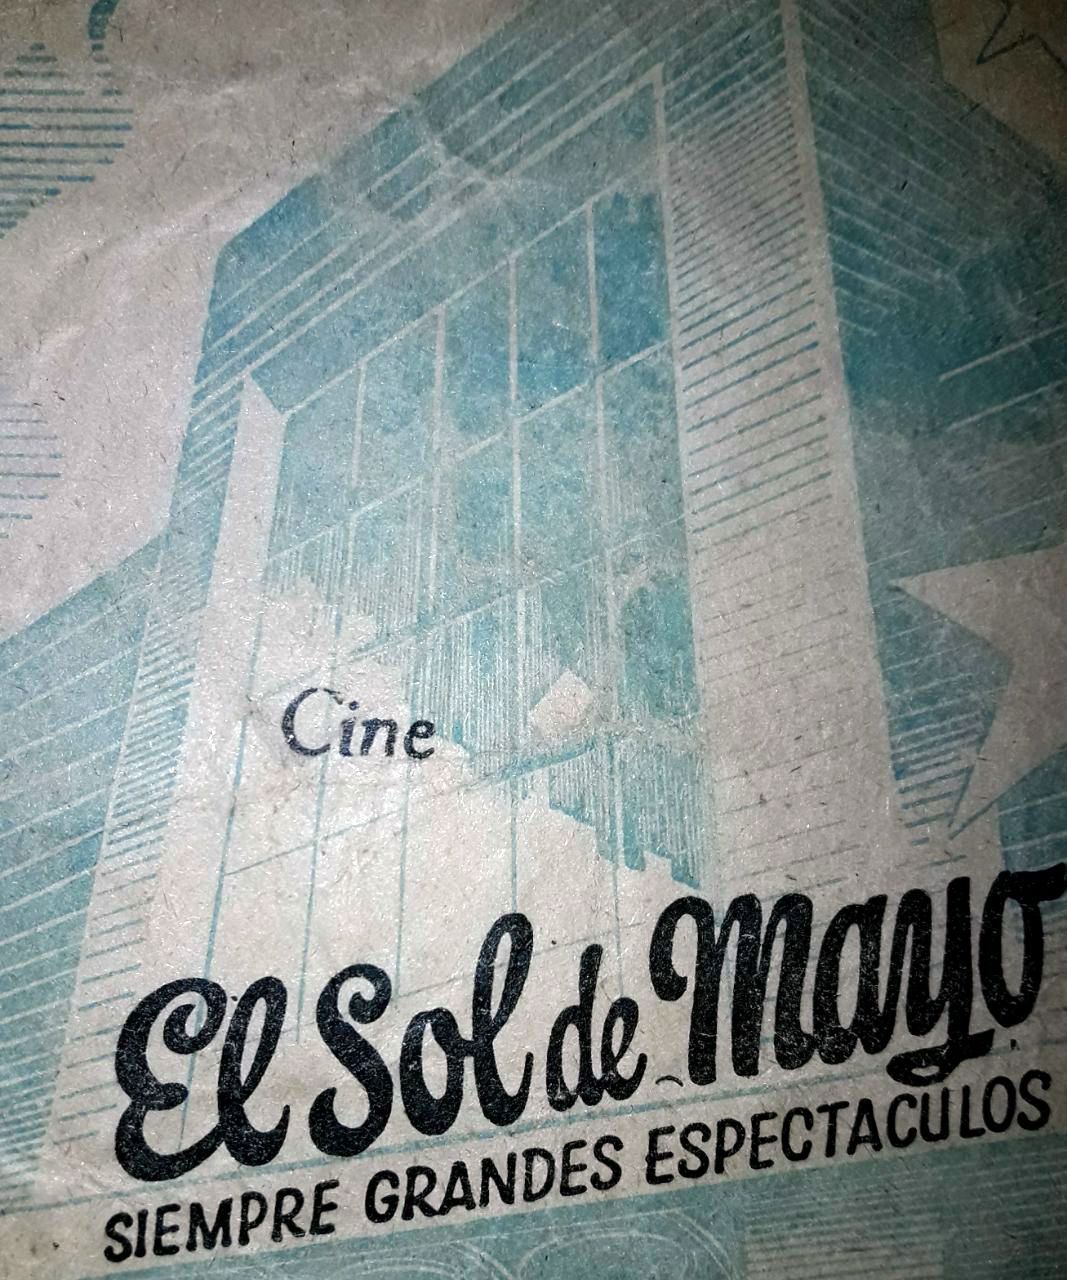 Cine
El Sol de Mayo
SIEMPRE GRANDES ESPECTACULOS